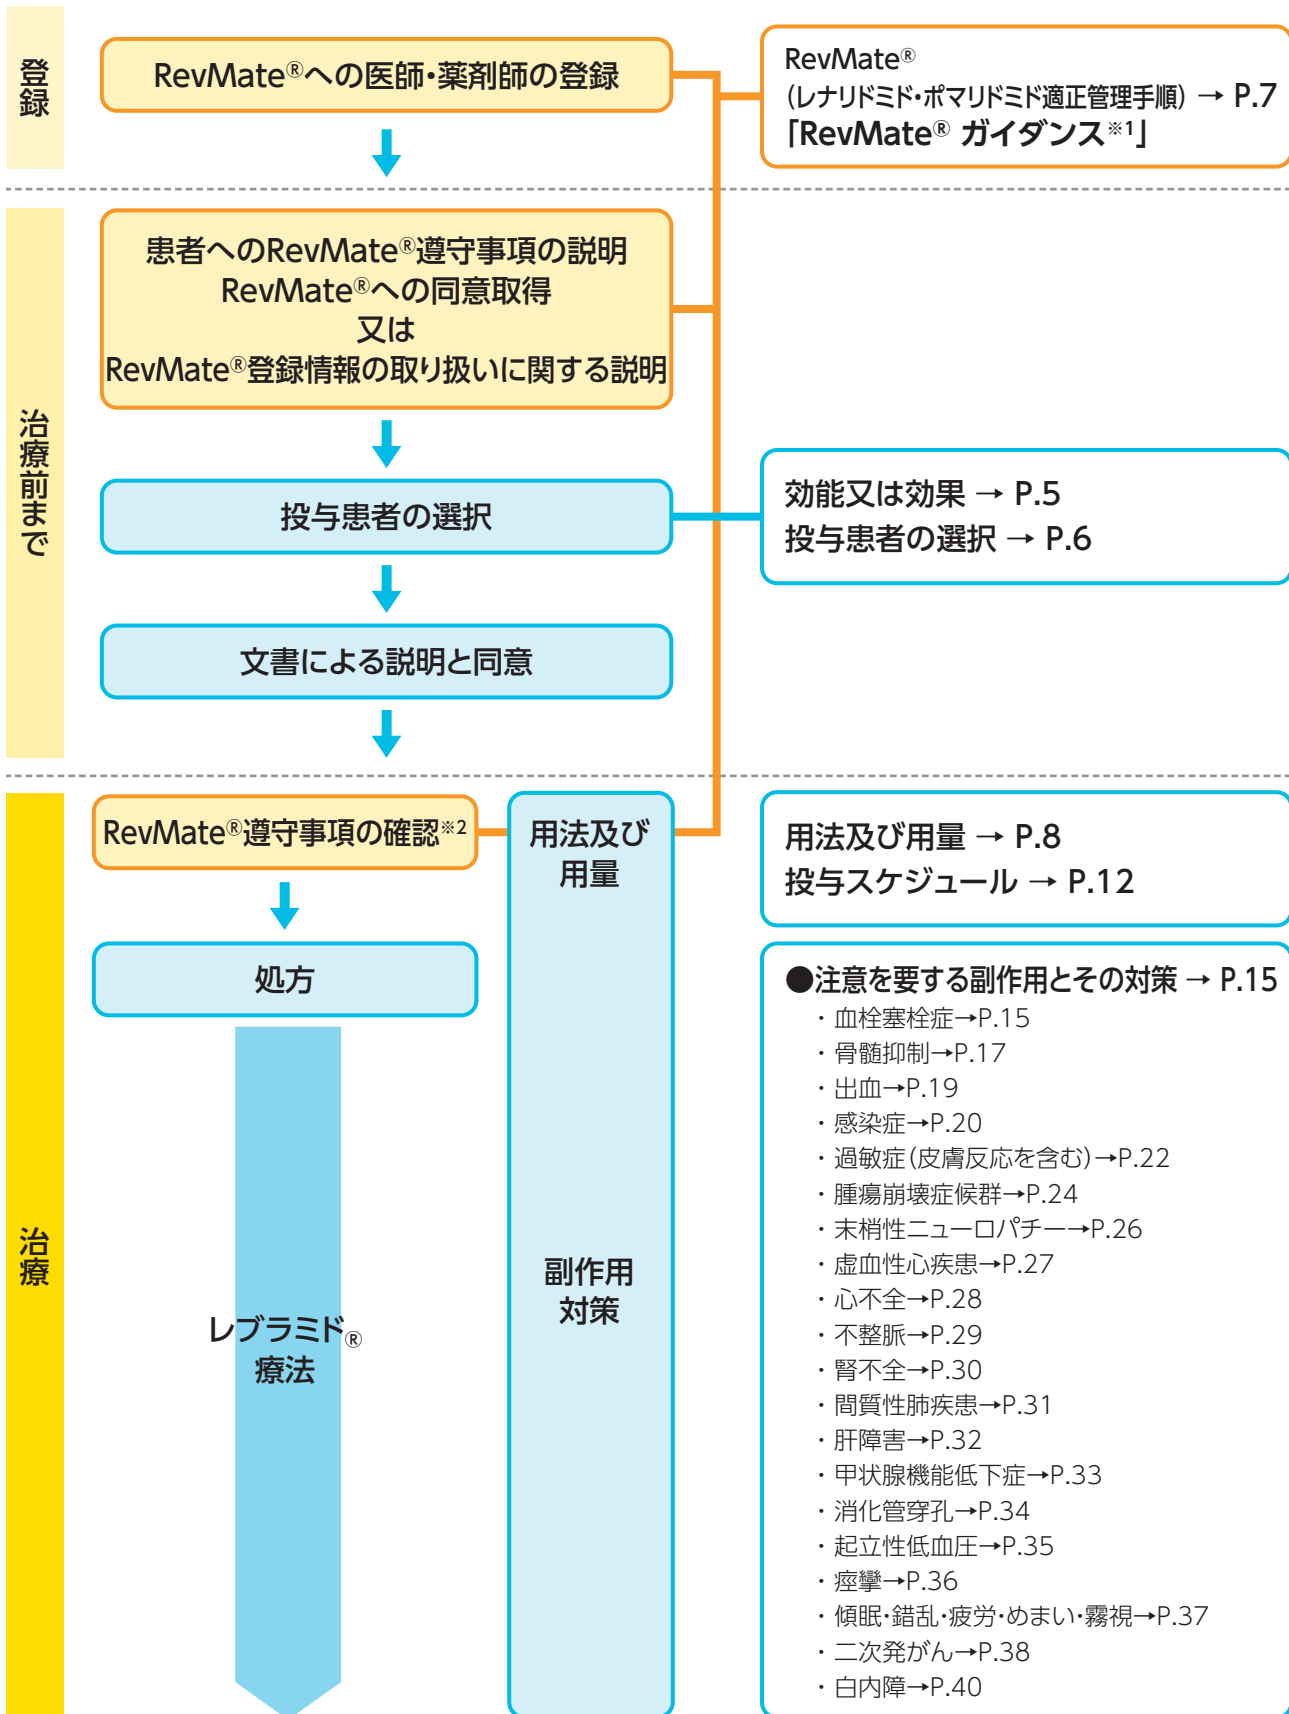 登録
RevMate®への医師・薬剤師の登録
RevMate®
(レナリドミド・ポマリドミド適正管理手順) → P.7
「RevMate® ガイダンス※1」
治療前まで
患者へのRevMate®遵守事項の説明
RevMate®への同意取得
又は
RevMate®登録情報の取り扱いに関する説明
投与患者の選択
効能又は効果 → P.5
投与患者の選択 → P.6
文書による説明と同意
治療
RevMate®遵守事項の確認※2
処方
レブラミド®
療法
用法及び
用量
副作用
対策
用法及び用量 → P.8
投与スケジュール → P.12
●注意を要する副作用とその対策 → P.15
・血栓塞栓症→P.15
・骨髄抑制→P.17
・出血→P.19
・感染症→P.20
・過敏症(皮膚反応を含む)→P.22
・腫瘍崩壊症候群→P.24
・末梢性ニューロパチー→P.26
・虚血性心疾患→P.27
・心不全→P.28
・不整脈→P.29
・腎不全→P.30
・間質性肺疾患→P.31
・肝障害→P.32
・甲状腺機能低下症→P.33
・消化管穿孔→P.34
・起立性低血圧→P.35
・痙攣→P.36
・傾眠・錯乱・疲労・めまい・霧視→P.37
・二次発がん→P.38
・白内障→P.40